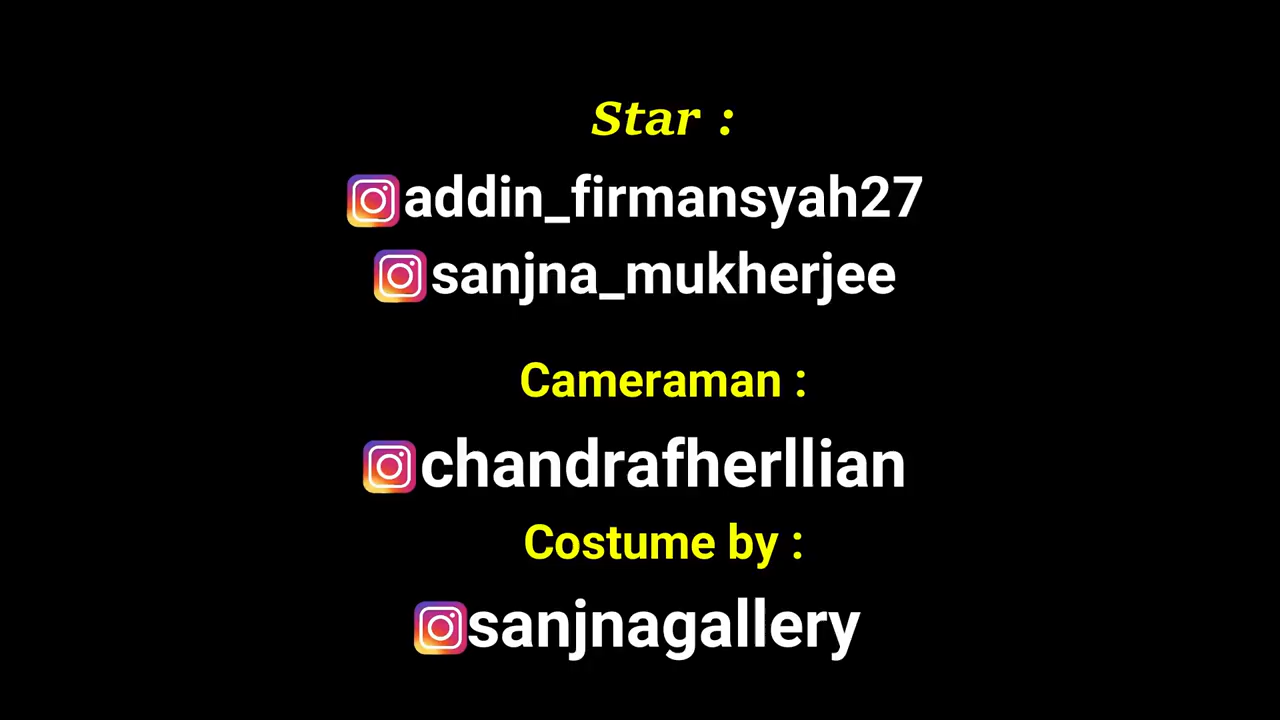 Star :
addin_firmansyah27
sanjna_mukherjee
Cameraman :
chandrafherllian
Costume by :
sanjnagallery